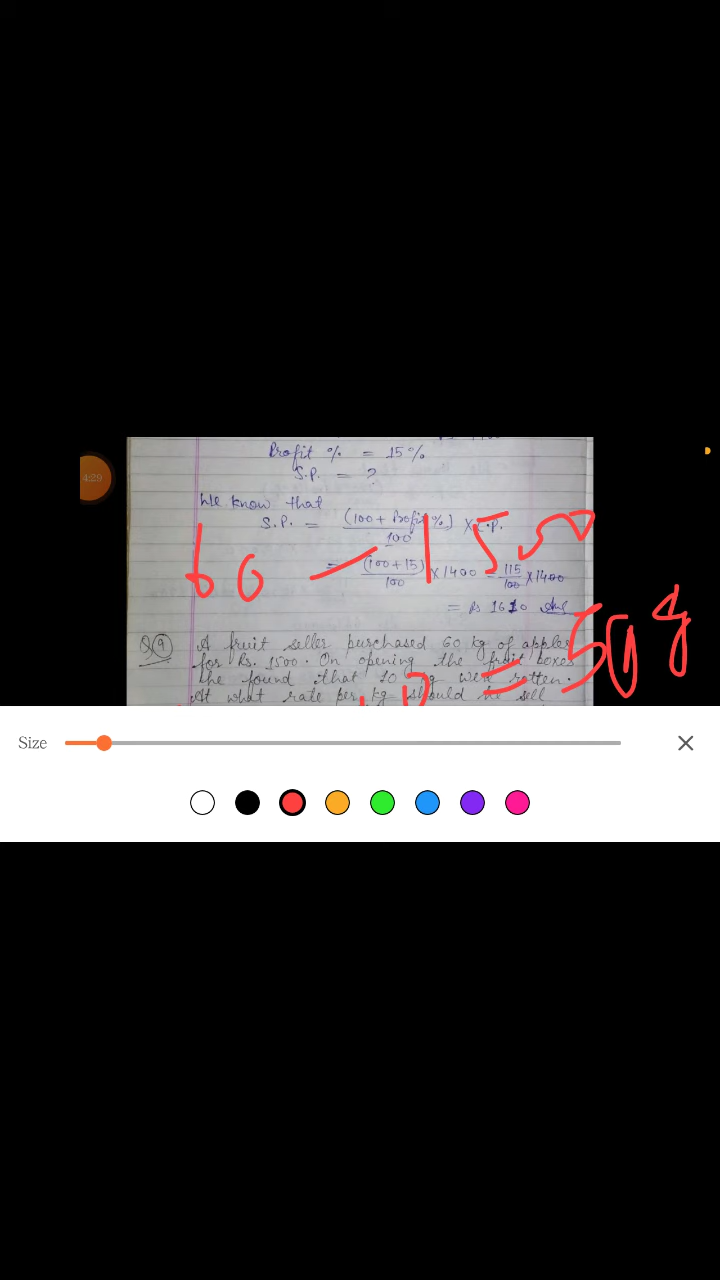 Profit % = 15%
S.P. = ?
We know that
S.P. = (100 + Profit %) / 100 × C.P.
= (100 + 15) / 100 × 1400 = 115/100 × 1400
= Rs 1610 Ans
60 — 1500
4:29
Q9 A fruit seller purchased 60 kg of apples
for Rs. 1500. On opening the fruit boxes
he found that 10 kg were rotten.
At what rate per kg should he sell
= 50
Size